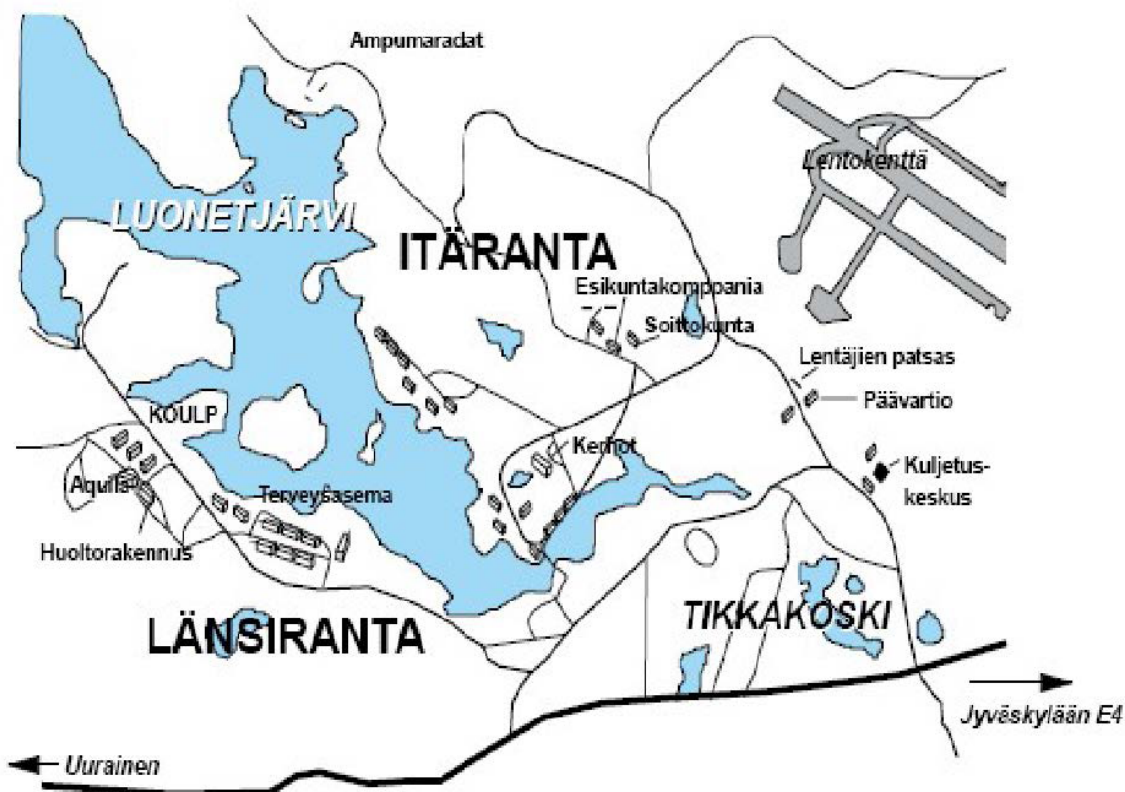 Ampumaradat
Lentokenttä
LUONETJÄRVI
ITÄRANTA
Esikuntakomppania
Soittokunta
Lentäjien patsas
Päävartio
KOULP
Kerhot
Kuljetus-
keskus
Aquila
Terveysasema
Huoltorakennus
TIKKAKOSKI
LÄNSIRANTA
Jyväskylään E4
Uurainen